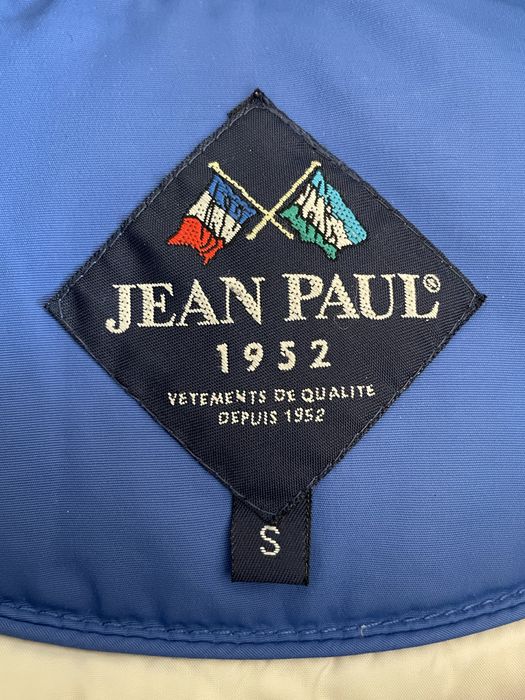 JEAN PAUL®
1952
VETEMENTS DE QUALITE
DEPUIS 1952
S